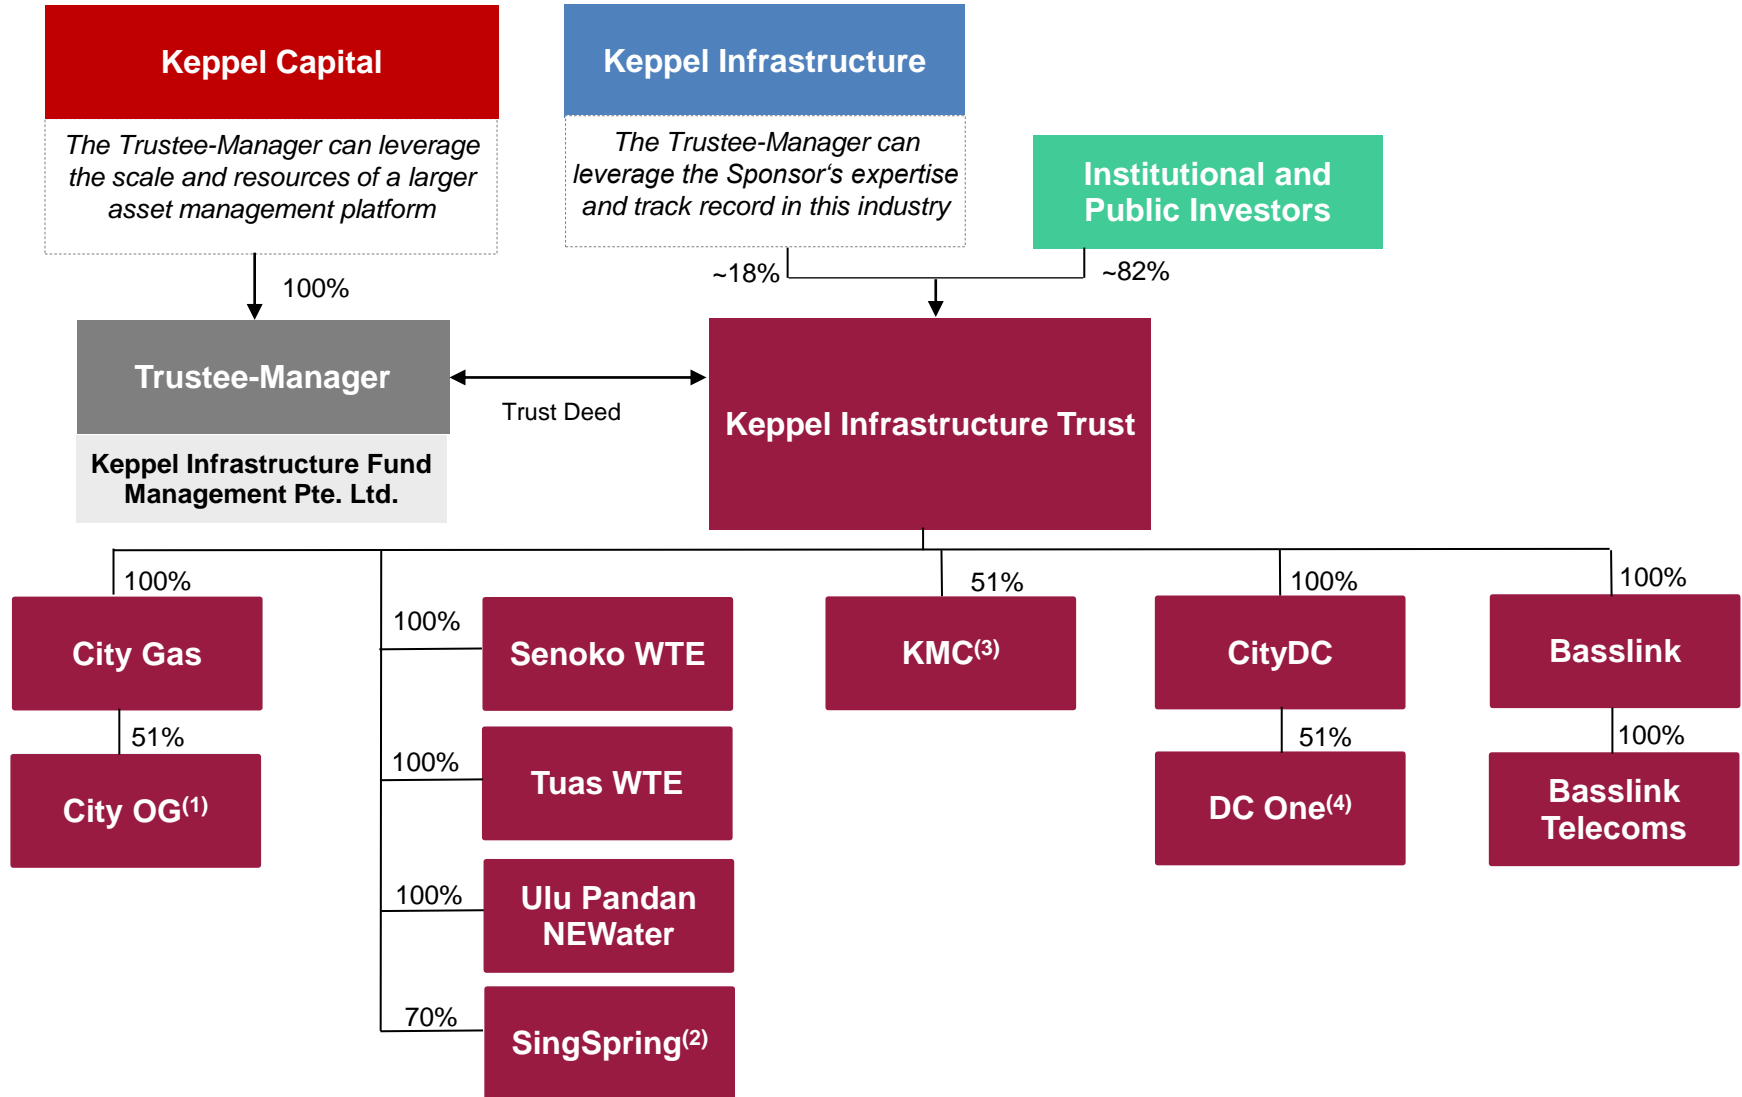 Keppel Capital
The Trustee-Manager can leverage
the scale and resources of a larger
asset management platform
Keppel Infrastructure
The Trustee-Manager can
leverage the Sponsor‘s expertise
and track record in this industry
Institutional and
Public Investors
100%
~18%
~82%
Trustee-Manager
Keppel Infrastructure Fund
Management Pte. Ltd.
Trust Deed
Keppel Infrastructure Trust
100%
City Gas
51%
City OG(1)
100%
Senoko WTE
100%
Tuas WTE
100%
Ulu Pandan
NEWater
70%
SingSpring(2)
51%
KMC(3)
100%
CityDC
51%
DC One(4)
100%
Basslink
100%
Basslink
Telecoms